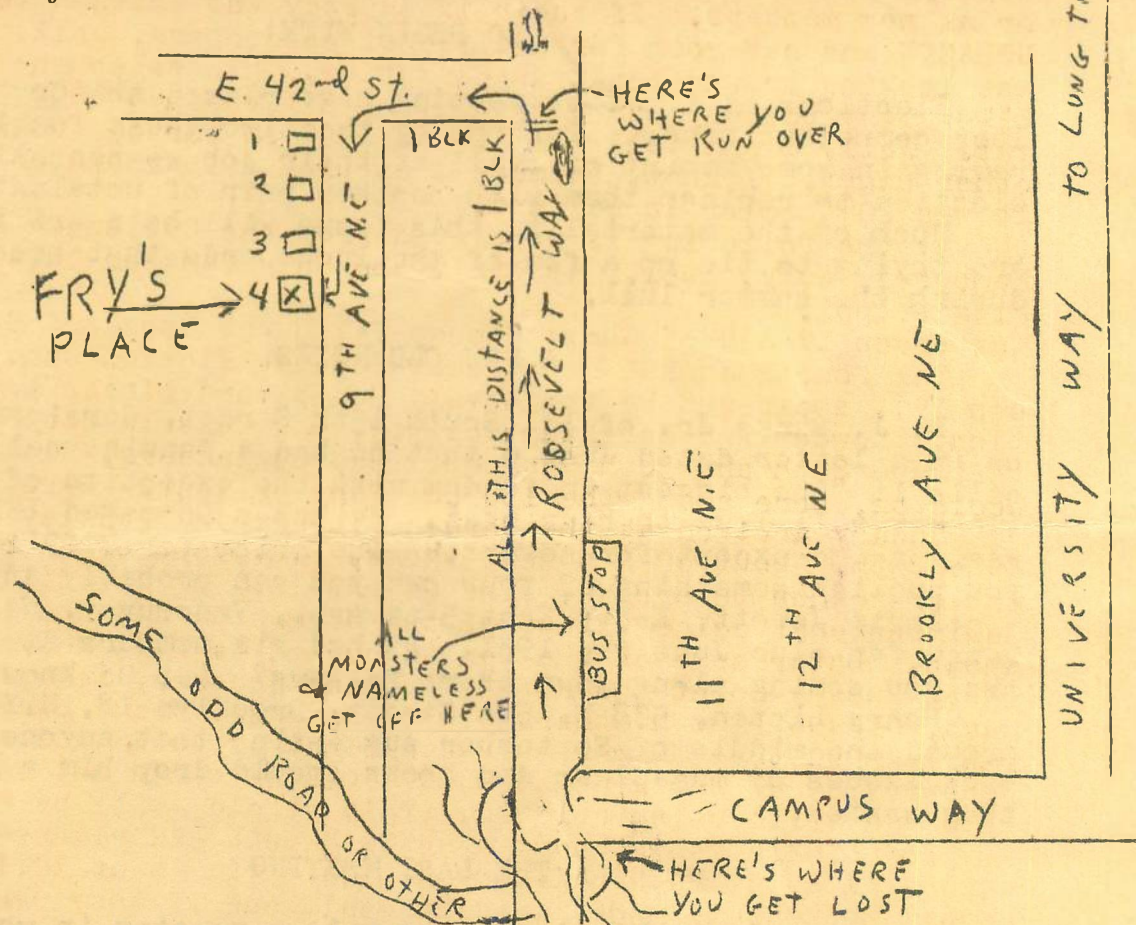 E 42nd St.
HERE'S
WHERE YOU
GET RUN OVER
1 BLK
1
2
3
4 X
FRY'S
PLACE
9TH AVE N.E
ALL THIS DISTANCE IS 1 BLK
ROOSEVELT WAY
BUS STOP
11TH AVE N.E
12TH AVE NE
BROOKLY AVE NE
UNIVERSITY WAY TO LUNG
ALL
MONSTERS
& NAMELESS
GET OFF HERE
SOME ODD ROAD OR OTHER
CAMPUS WAY
HERE'S WHERE
YOU GET LOST